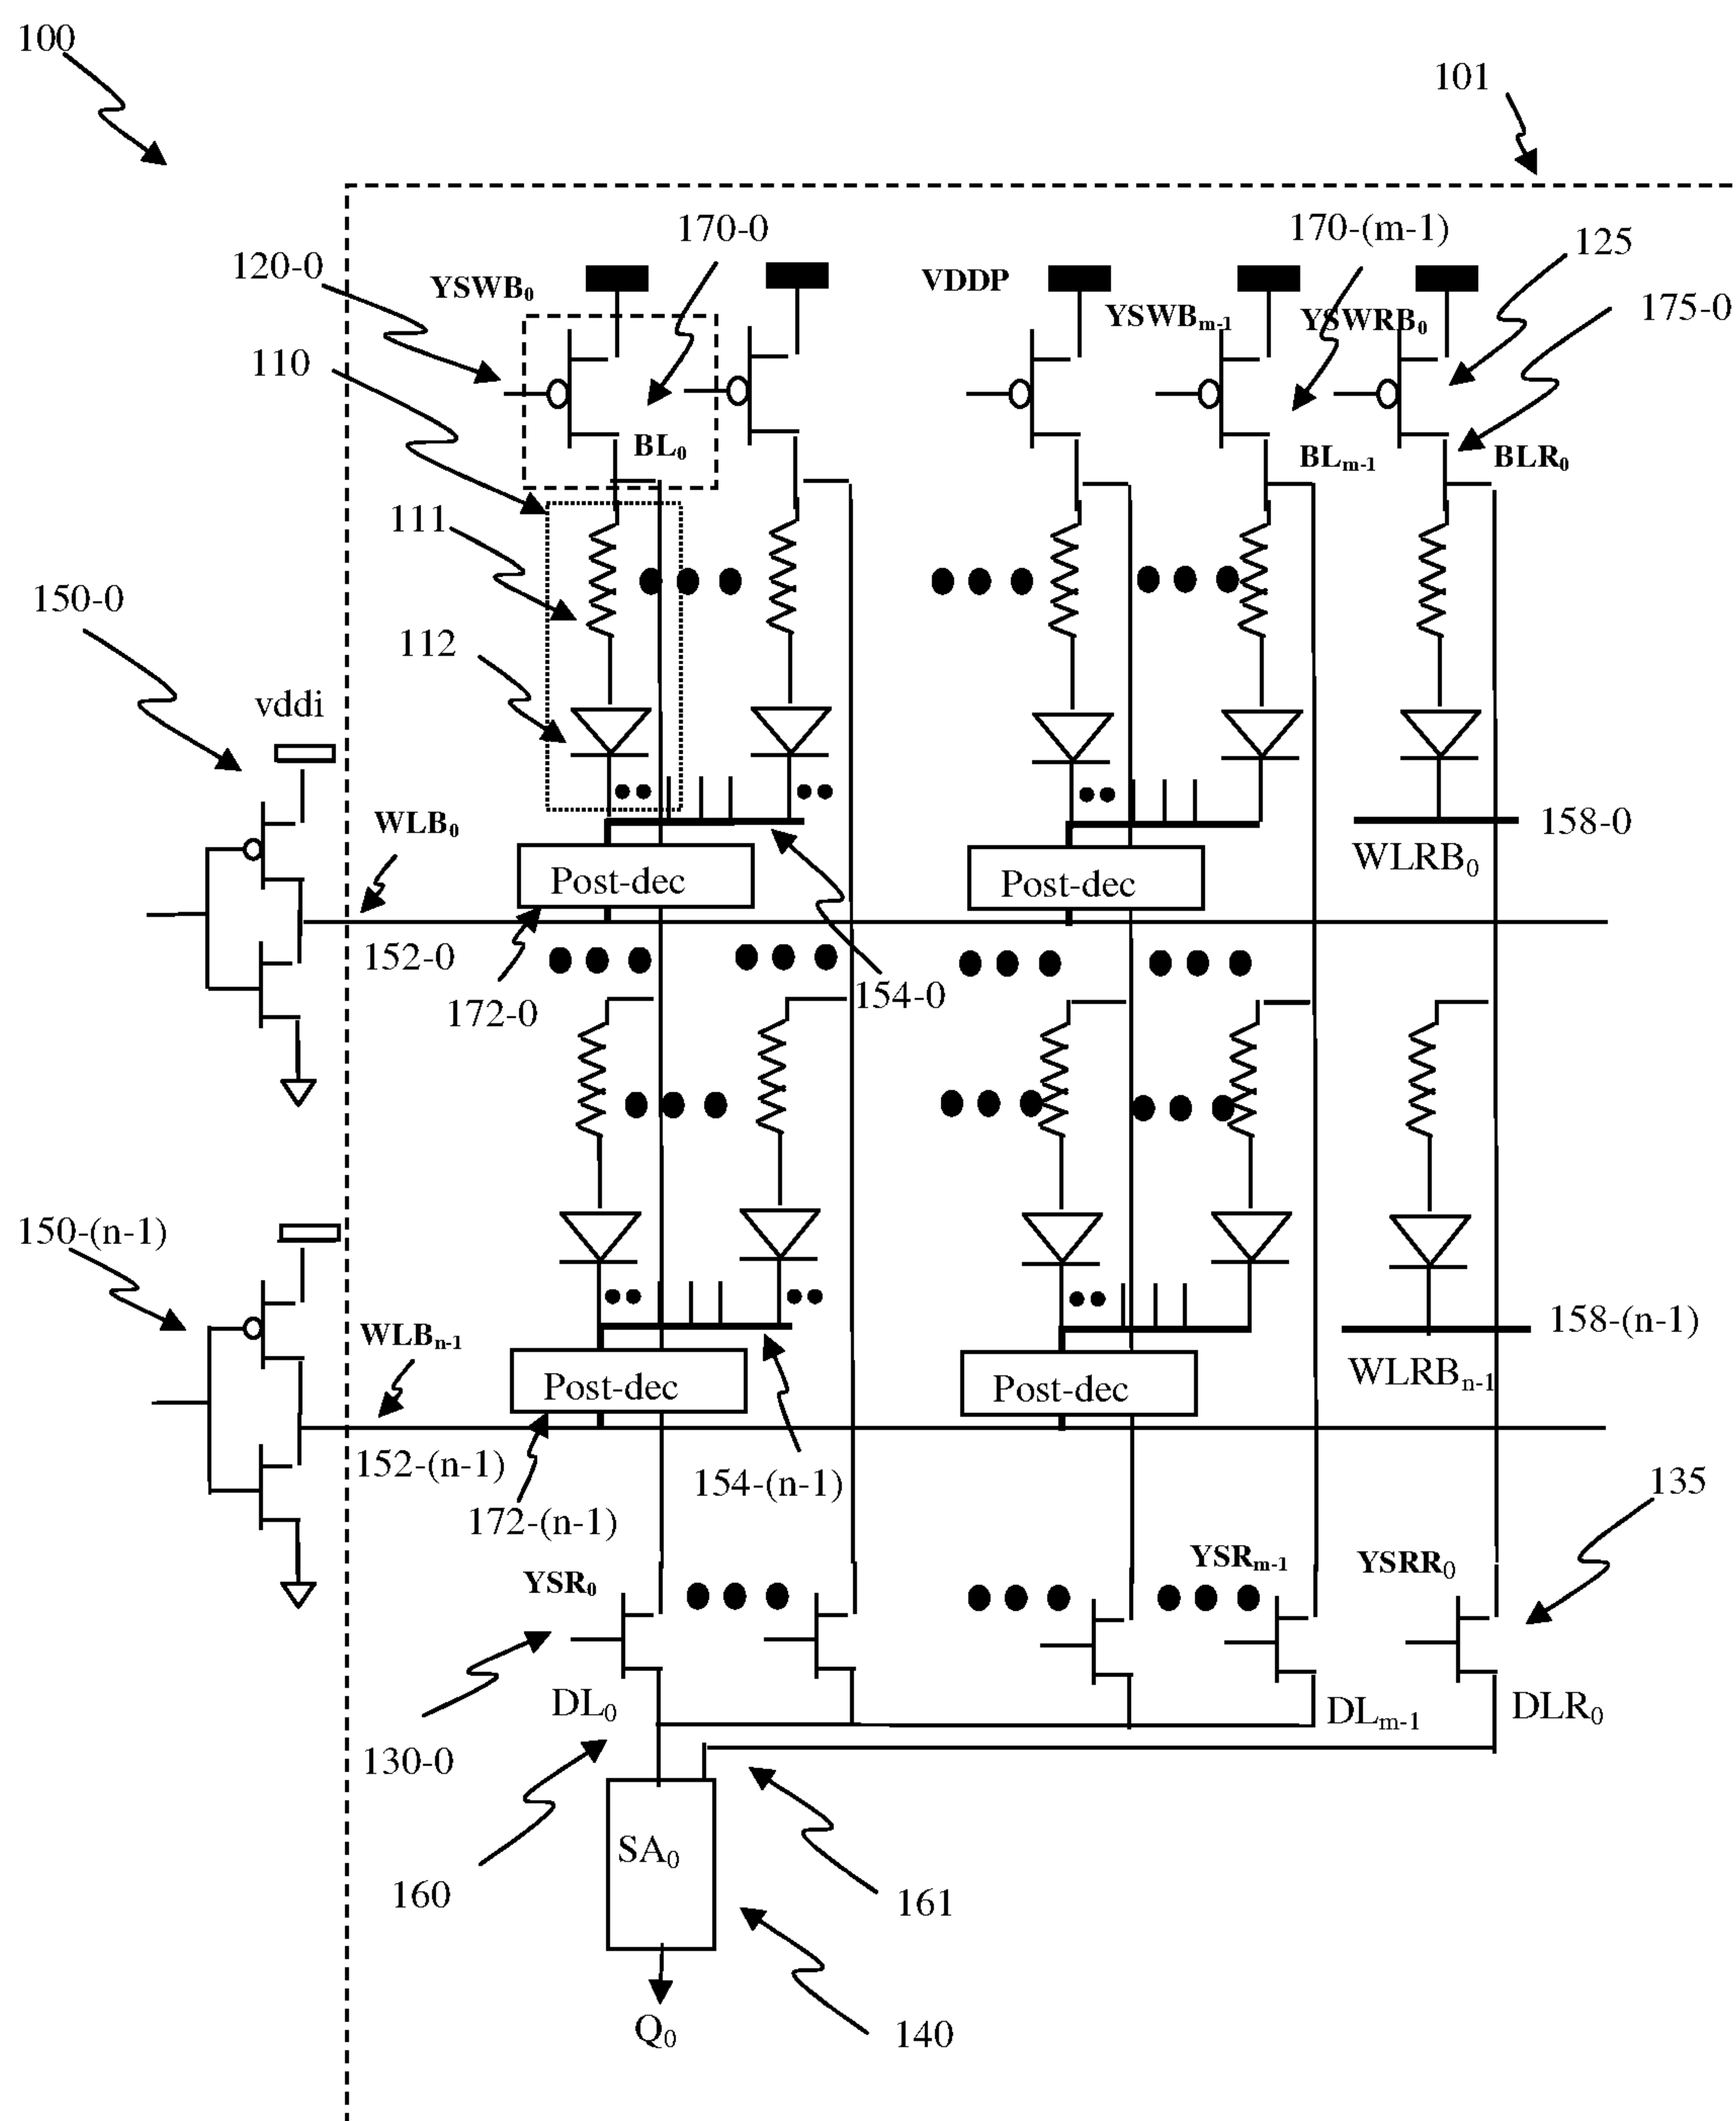 100
101
170-0
170-(m-1)
125
120-0
YSWB0
VDDP
YSWBm-1
YSWRB0
175-0
110
BL0
BLm-1
BLR0
111
150-0
112
vddi
WLB0
158-0
Post-dec
Post-dec
WLRB0
152-0
172-0
154-0
150-(n-1)
WLBn-1
158-(n-1)
WLRBn-1
Post-dec
Post-dec
152-(n-1)
154-(n-1)
135
172-(n-1)
YSR0
YSRm-1
YSRR0
DL0
DLm-1
DLR0
130-0
SA0
160
161
Q0
140